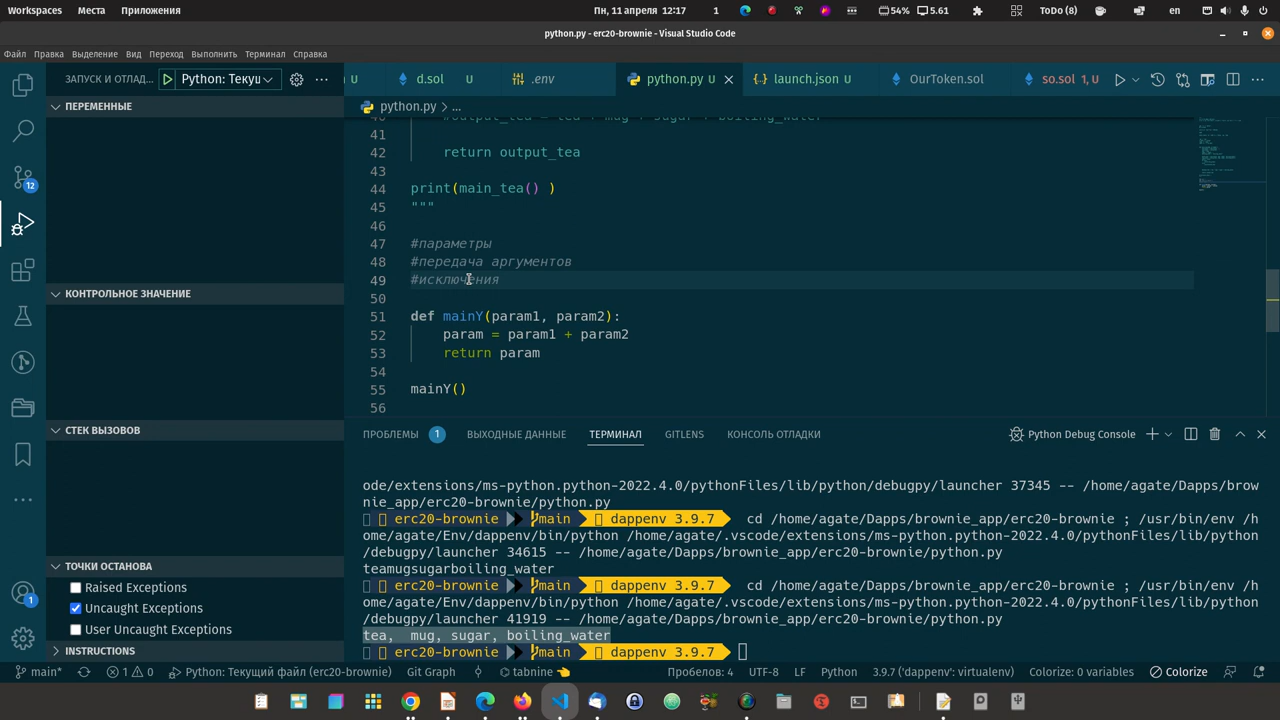 Workspaces Места Приложения Пн, 11 апреля 12:17 1 54% 5.61 ToDo (8) en
python.py - erc20-brownie - Visual Studio Code
Файл Правка Выделение Вид Переход Выполнить Терминал Справка
ЗАПУСК И ОТЛАД... Python: Текущ U d.sol U .env python.py U launch.json U OurToken.sol so.sol 1, U
ПЕРЕМЕННЫЕ
python.py > ...
40 #output_tea = tea + mug + sugar + boiling_water
41
42 return output_tea
43
44 print(main_tea() )
45 """
46
47 #параметры
48 #передача аргументов
49 #исключения
50
51 def mainY(param1, param2):
52 param = param1 + param2
53 return param
54
55 mainY()
56
12
КОНТРОЛЬНОЕ ЗНАЧЕНИЕ
СТЕК ВЫЗОВОВ
ТОЧКИ ОСТАНОВА
Raised Exceptions
Uncaught Exceptions
User Uncaught Exceptions
INSTRUCTIONS
1
ПРОБЛЕМЫ 1 ВЫХОДНЫЕ ДАННЫЕ ТЕРМИНАЛ GITLENS КОНСОЛЬ ОТЛАДКИ Python Debug Console
ode/extensions/ms-python.python-2022.4.0/pythonFiles/lib/python/debugpy/launcher 37345 -- /home/agate/Dapps/brow
nie_app/erc20-brownie/python.py
erc20-brownie main dappenv 3.9.7 cd /home/agate/Dapps/brownie_app/erc20-brownie ; /usr/bin/env /h
ome/agate/Env/dappenv/bin/python /home/agate/.vscode/extensions/ms-python.python-2022.4.0/pythonFiles/lib/python
/debugpy/launcher 34615 -- /home/agate/Dapps/brownie_app/erc20-brownie/python.py
teamugsugarboiling_water
erc20-brownie main dappenv 3.9.7 cd /home/agate/Dapps/brownie_app/erc20-brownie ; /usr/bin/env /h
ome/agate/Env/dappenv/bin/python /home/agate/.vscode/extensions/ms-python.python-2022.4.0/pythonFiles/lib/python
/debugpy/launcher 41919 -- /home/agate/Dapps/brownie_app/erc20-brownie/python.py
tea, mug, sugar, boiling_water
erc20-brownie main dappenv 3.9.7
main* 1 0 Python: Текущий файл (erc20-brownie) Git Graph tabnine Пробелов: 4 UTF-8 LF Python 3.9.7 ('dappenv': virtualenv) Colorize: 0 variables Colorize